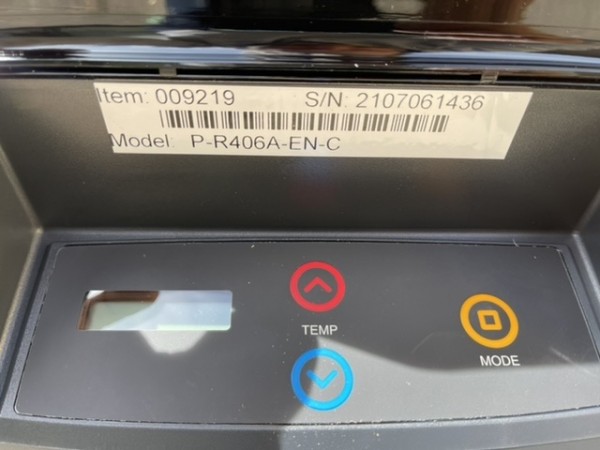 Item: 009219 S/N: 2107061436
Model: P-R406A-EN-C
TEMP
MODE